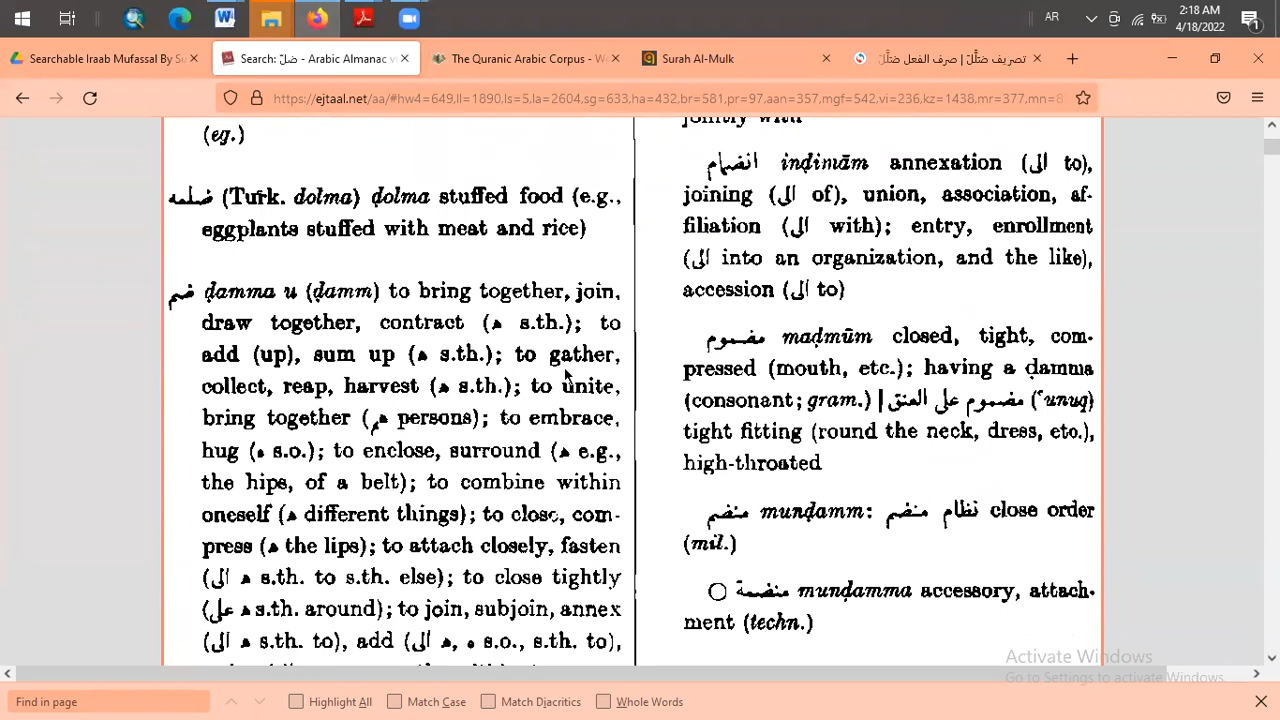 2:18 AM
AR
4/18/2022
Searchable Iraab Mufassal By Su
Search: ضلّ - Arabic Almanac v
The Quranic Arabic Corpus - Wo
Surah Al-Mulk
تصريف ضلَّلَ | صرف الفعل ضلَّلَ
https://ejtaal.net/aa/#hw4=649,ll=1890,ls=5,la=2604,sg=633,ha=432,br=581,pr=97,aan=357,mgf=542,vi=236,kz=1438,mr=377,mn=8
(eg.)
ضلمه (Turk. dolma) ḍolma stuffed food (e.g.,
eggplants stuffed with meat and rice)
ضم ḍamma u (ḍamm) to bring together, join,
draw together, contract (ه s.th.); to
add (up), sum up (ه s.th.); to gather,
collect, reap, harvest (ه s.th.); to unite,
bring together (هم persons); to embrace,
hug (ه s.o.); to enclose, surround (ه e.g.,
the hips, of a belt); to combine within
oneself (ه different things); to close, com-
press (ه the lips); to attach closely, fasten
(الى ه s.th. to s.th. else); to close tightly
(على ه s.th. around); to join, subjoin, annex
(الى ه s.th. to), add (الى ه, ه s.o., s.th. to),
jointly with
انضمام inḍimām annexation (الى to),
joining (الى of), union, association, af-
filiation (الى with); entry, enrollment
(الى into an organization, and the like),
accession (الى to)
مضموم maḍmūm closed, tight, com-
pressed (mouth, etc.); having a ḍamma
(consonant; gram.) | مضموم على العنق (ʿunuq)
tight fitting (round the neck, dress, etc.),
high-throated
منضم munḍamm: نظام منضم close order
(mil.)
○ منضمة munḍamma accessory, attach-
ment (techn.)
Activate Windows
Go to Settings to activate Windows.
Find in page
Highlight All
Match Case
Match Diacritics
Whole Words